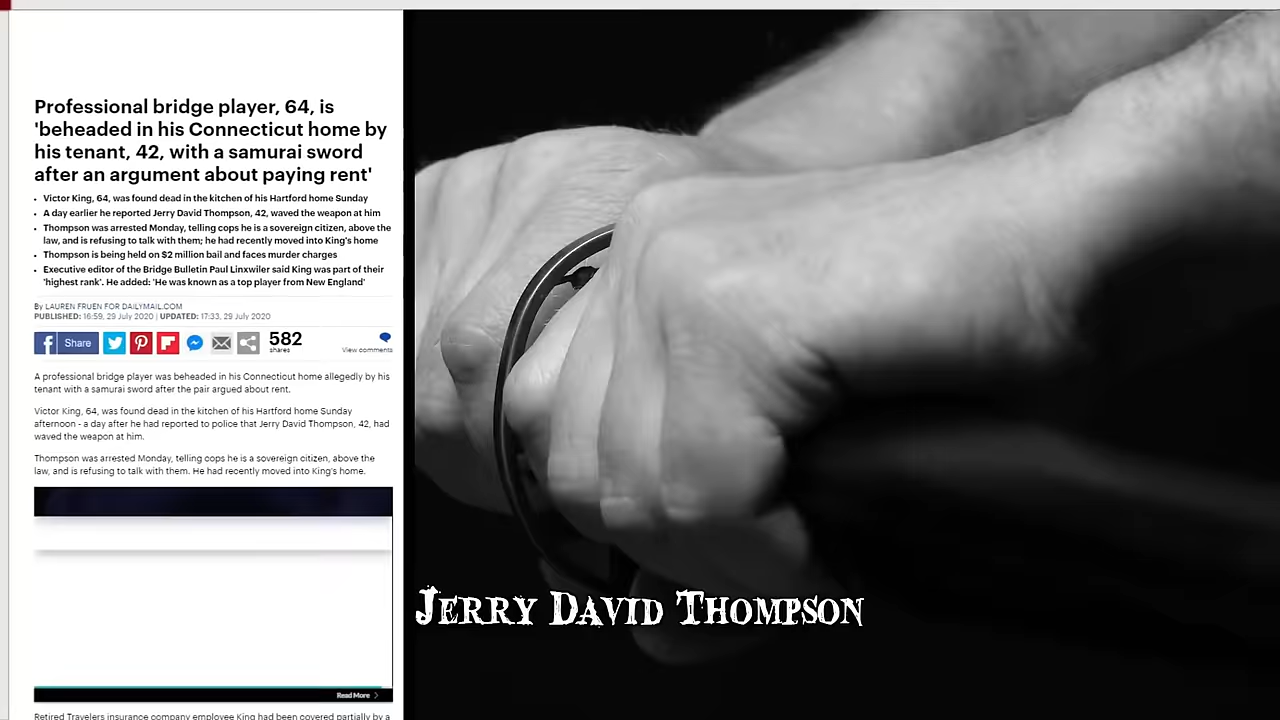 Professional bridge player, 64, is
'beheaded in his Connecticut home by
his tenant, 42, with a samurai sword
after an argument about paying rent'
• Victor King, 64, was found dead in the kitchen of his Hartford home Sunday
• A day earlier he reported Jerry David Thompson, 42, waved the weapon at him
• Thompson was arrested Monday, telling cops he is a sovereign citizen, above the
law, and is refusing to talk with them; he had recently moved into King's home
• Thompson is being held on $2 million bail and faces murder charges
• Executive editor of the Bridge Bulletin Paul Linxwiler said King was part of their
'highest rank'. He added: 'He was known as a top player from New England'
By LAUREN FRUEN FOR DAILYMAIL.COM
PUBLISHED: 16:59, 29 July 2020 | UPDATED: 17:33, 29 July 2020
Share
582
shares
View comments
A professional bridge player was beheaded in his Connecticut home allegedly by his
tenant with a samurai sword after the pair argued about rent.
Victor King, 64, was found dead in the kitchen of his Hartford home Sunday
afternoon - a day after he had reported to police that Jerry David Thompson, 42, had
waved the weapon at him.
Thompson was arrested Monday, telling cops he is a sovereign citizen, above the
law, and is refusing to talk with them. He had recently moved into King's home.
Read More
Retired Travelers insurance company employee King had been covered partially by a
Jerry David Thompson